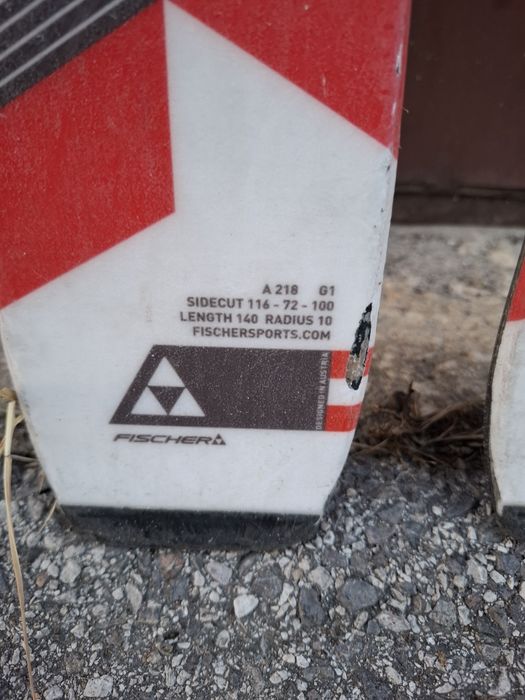 A 218 G1
SIDECUT 116 - 72 - 100
LENGTH 140 RADIUS 10
FISCHERSPORTS.COM
DESIGNED IN AUSTRIA
FISCHER